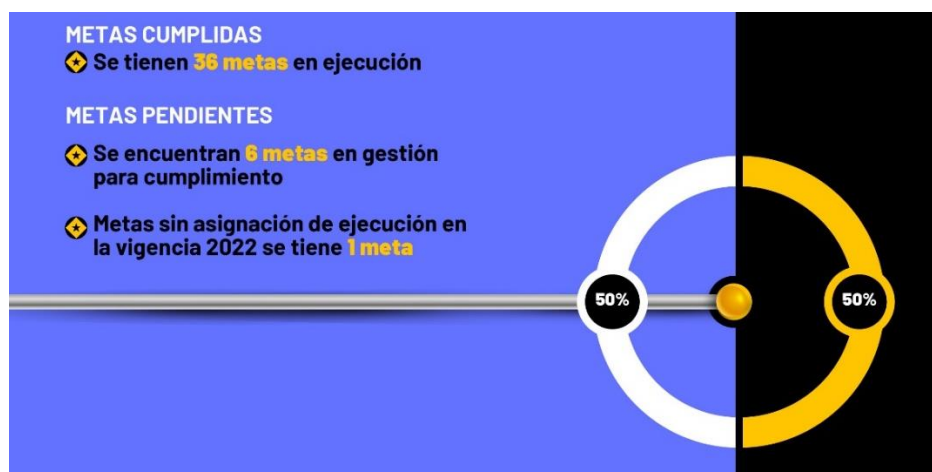 METAS CUMPLIDAS
Se tienen 36 metas en ejecución
METAS PENDIENTES
Se encuentran 6 metas en gestión
para cumplimiento
Metas sin asignación de ejecución en
la vigencia 2022 se tiene 1 meta
50%
50%